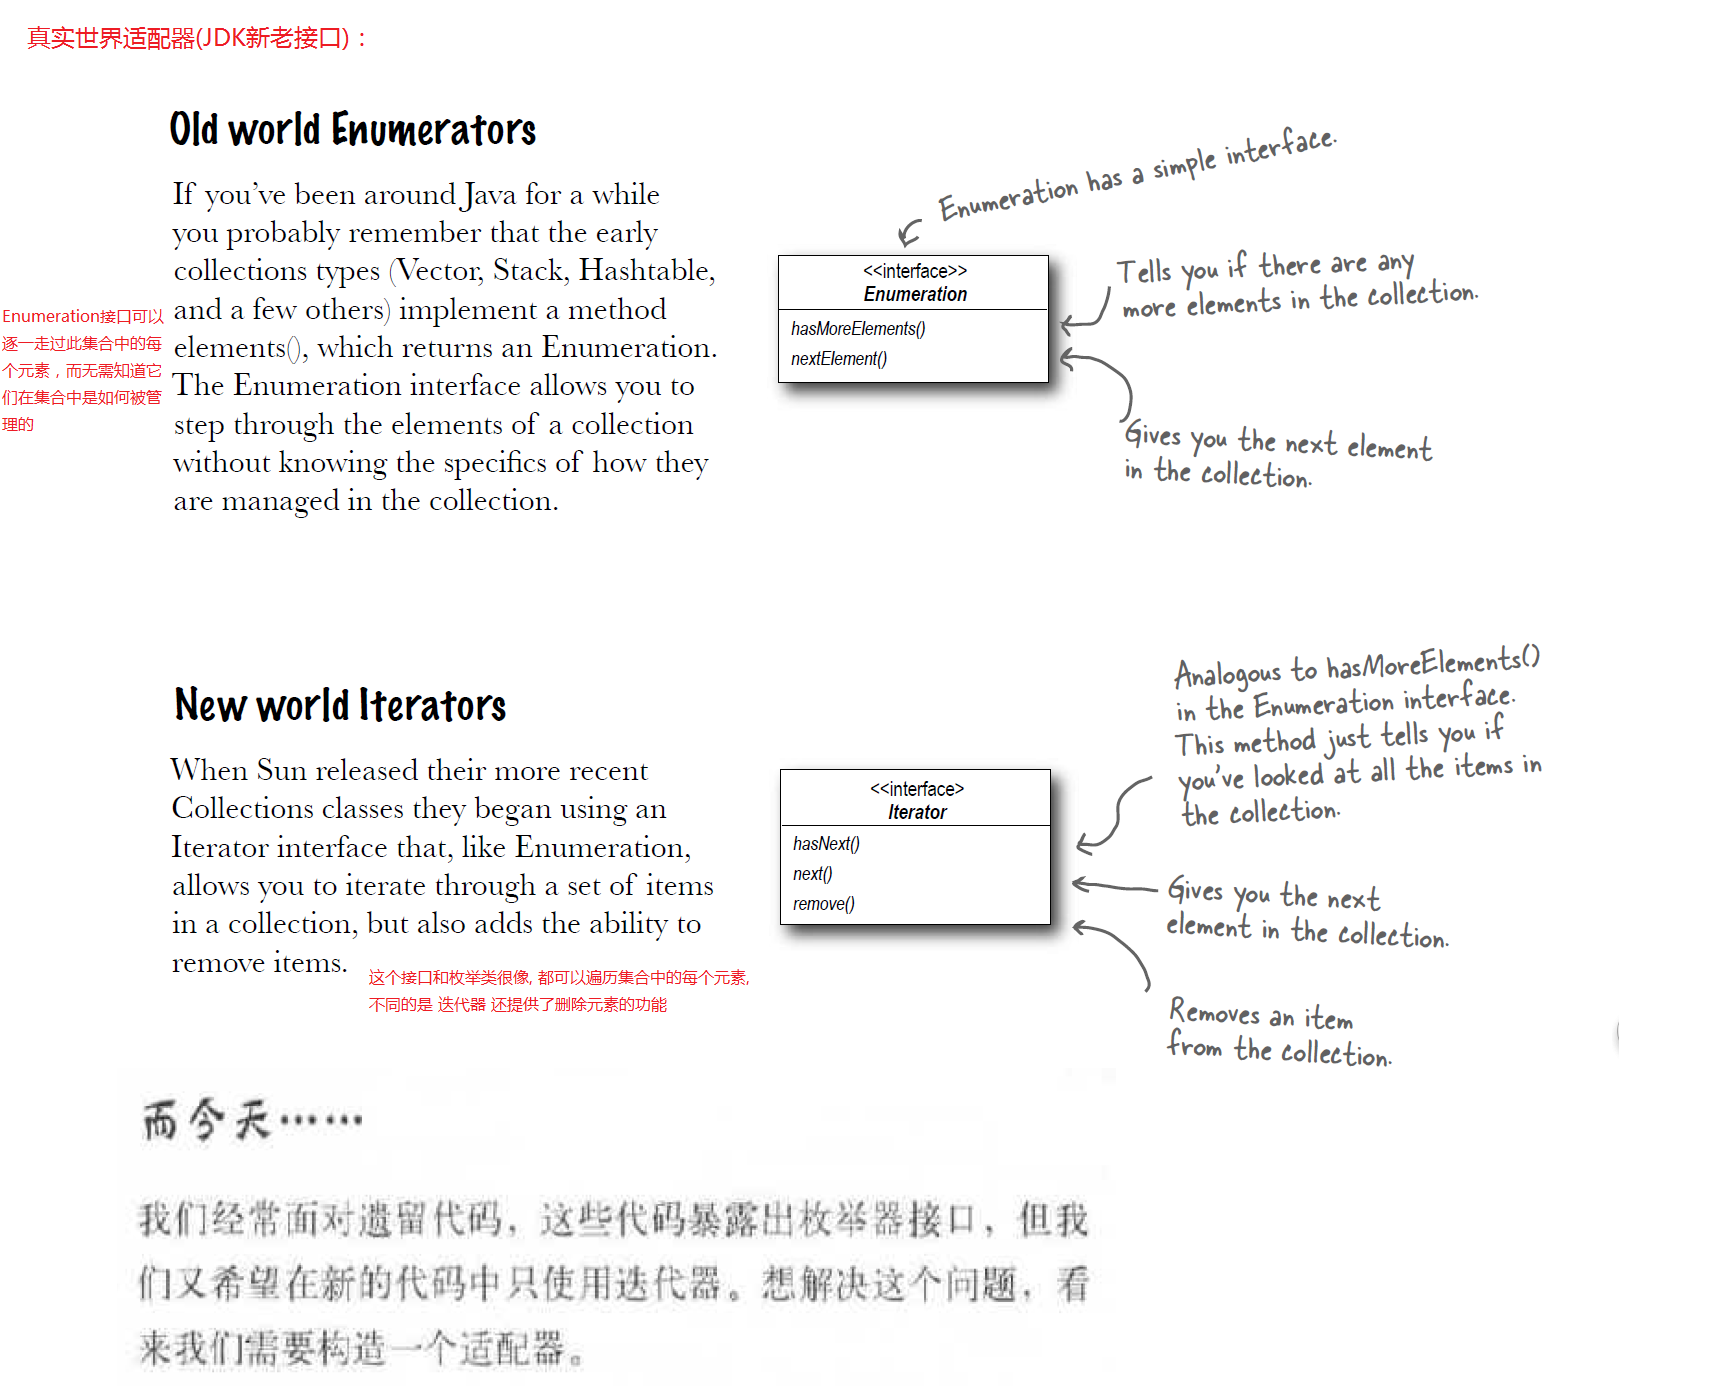 真实世界适配器(JDK新老接口)：
Old world Enumerators
If you've been around Java for a while
you probably remember that the early
collections types (Vector, Stack, Hashtable,
and a few others) implement a method
elements(), which returns an Enumeration.
The Enumeration interface allows you to
step through the elements of a collection
without knowing the specifics of how they
are managed in the collection.
Enumeration接口可以
逐一走过此集合中的每
个元素，而无需知道它
们在集合中是如何被管
理的
Enumeration has a simple interface.
<<interface>>
Enumeration
hasMoreElements()
nextElement()
Tells you if there are any
more elements in the collection.
Gives you the next element
in the collection.
New world Iterators
When Sun released their more recent
Collections classes they began using an
Iterator interface that, like Enumeration,
allows you to iterate through a set of items
in a collection, but also adds the ability to
remove items.
这个接口和枚举类很像, 都可以遍历集合中的每个元素,
不同的是 迭代器 还提供了删除元素的功能
<<interface>
Iterator
hasNext()
next()
remove()
Analogous to hasMoreElements()
in the Enumeration interface.
This method just tells you if
you've looked at all the items in
the collection.
Gives you the next
element in the collection.
Removes an item
from the collection.
而今天……
我们经常面对遗留代码，这些代码暴露出枚举器接口，但我
们又希望在新的代码中只使用迭代器。想解决这个问题，看
来我们需要构造一个适配器。